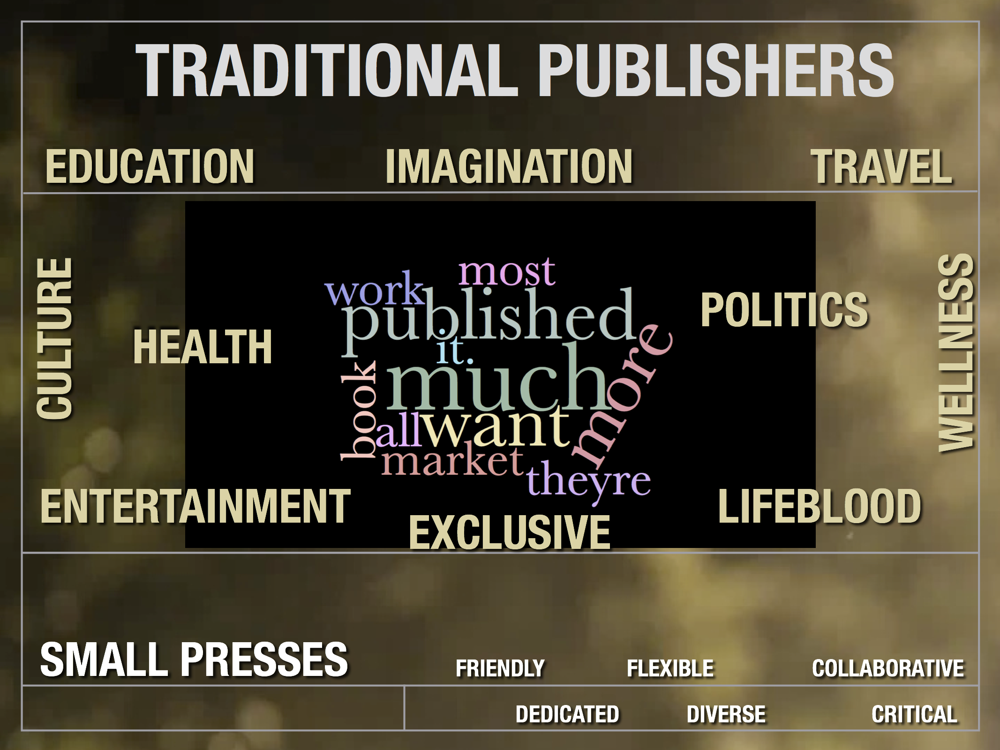 TRADITIONAL PUBLISHERS
EDUCATION IMAGINATION TRAVEL
CULTURE
HEALTH
POLITICS
WELLNESS
most
work
published
it.
much
more
book
all want
market
theyre
ENTERTAINMENT
LIFEBLOOD
EXCLUSIVE
SMALL PRESSES
FRIENDLY FLEXIBLE COLLABORATIVE
DEDICATED DIVERSE CRITICAL